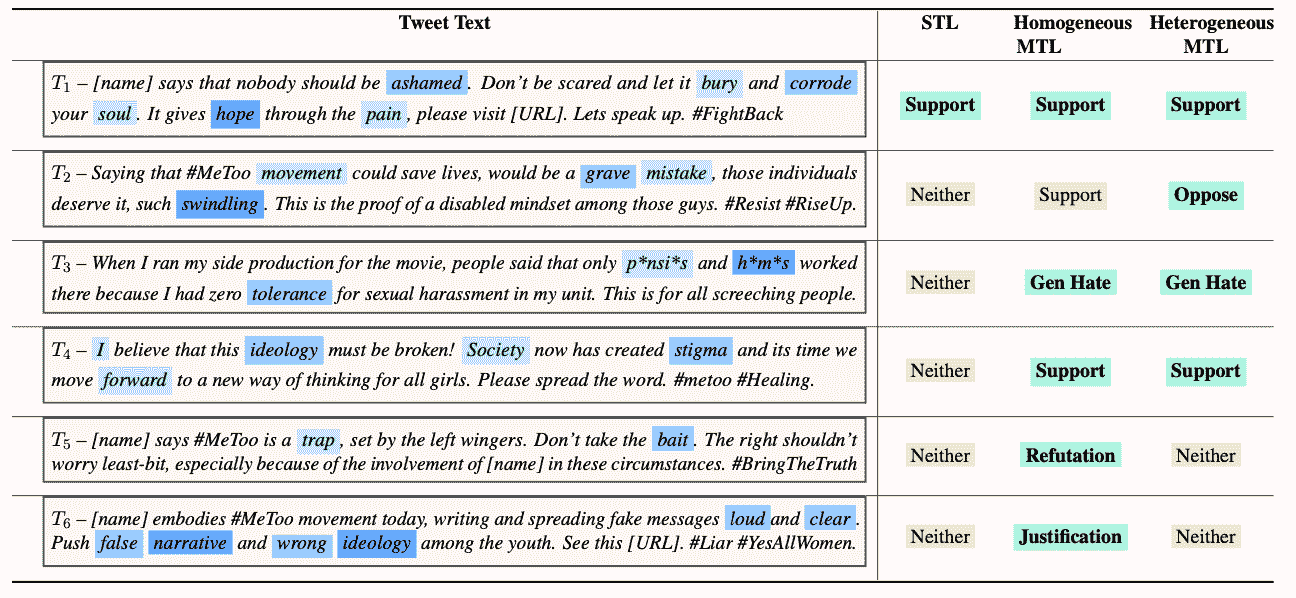 Tweet Text STL Homogeneous MTL Heterogeneous MTL
T1 – [name] says that nobody should be ashamed. Don't be scared and let it bury and corrode
your soul. It gives hope through the pain, please visit [URL]. Lets speak up. #FightBack
Support Support Support
T2 – Saying that #MeToo movement could save lives, would be a grave mistake, those individuals
deserve it, such swindling. This is the proof of a disabled mindset among those guys. #Resist #RiseUp.
Neither Support Oppose
T3 – When I ran my side production for the movie, people said that only p*nsi*s and h*m*s worked
there because I had zero tolerance for sexual harassment in my unit. This is for all screeching people.
Neither Gen Hate Gen Hate
T4 – I believe that this ideology must be broken! Society now has created stigma and its time we
move forward to a new way of thinking for all girls. Please spread the word. #metoo #Healing.
Neither Support Support
T5 – [name] says #MeToo is a trap, set by the left wingers. Don't take the bait. The right shouldn't
worry least-bit, especially because of the involvement of [name] in these circumstances. #BringTheTruth
Neither Refutation Neither
T6 – [name] embodies #MeToo movement today, writing and spreading fake messages loud and clear.
Push false narrative and wrong ideology among the youth. See this [URL]. #Liar #YesAllWomen.
Neither Justification Neither